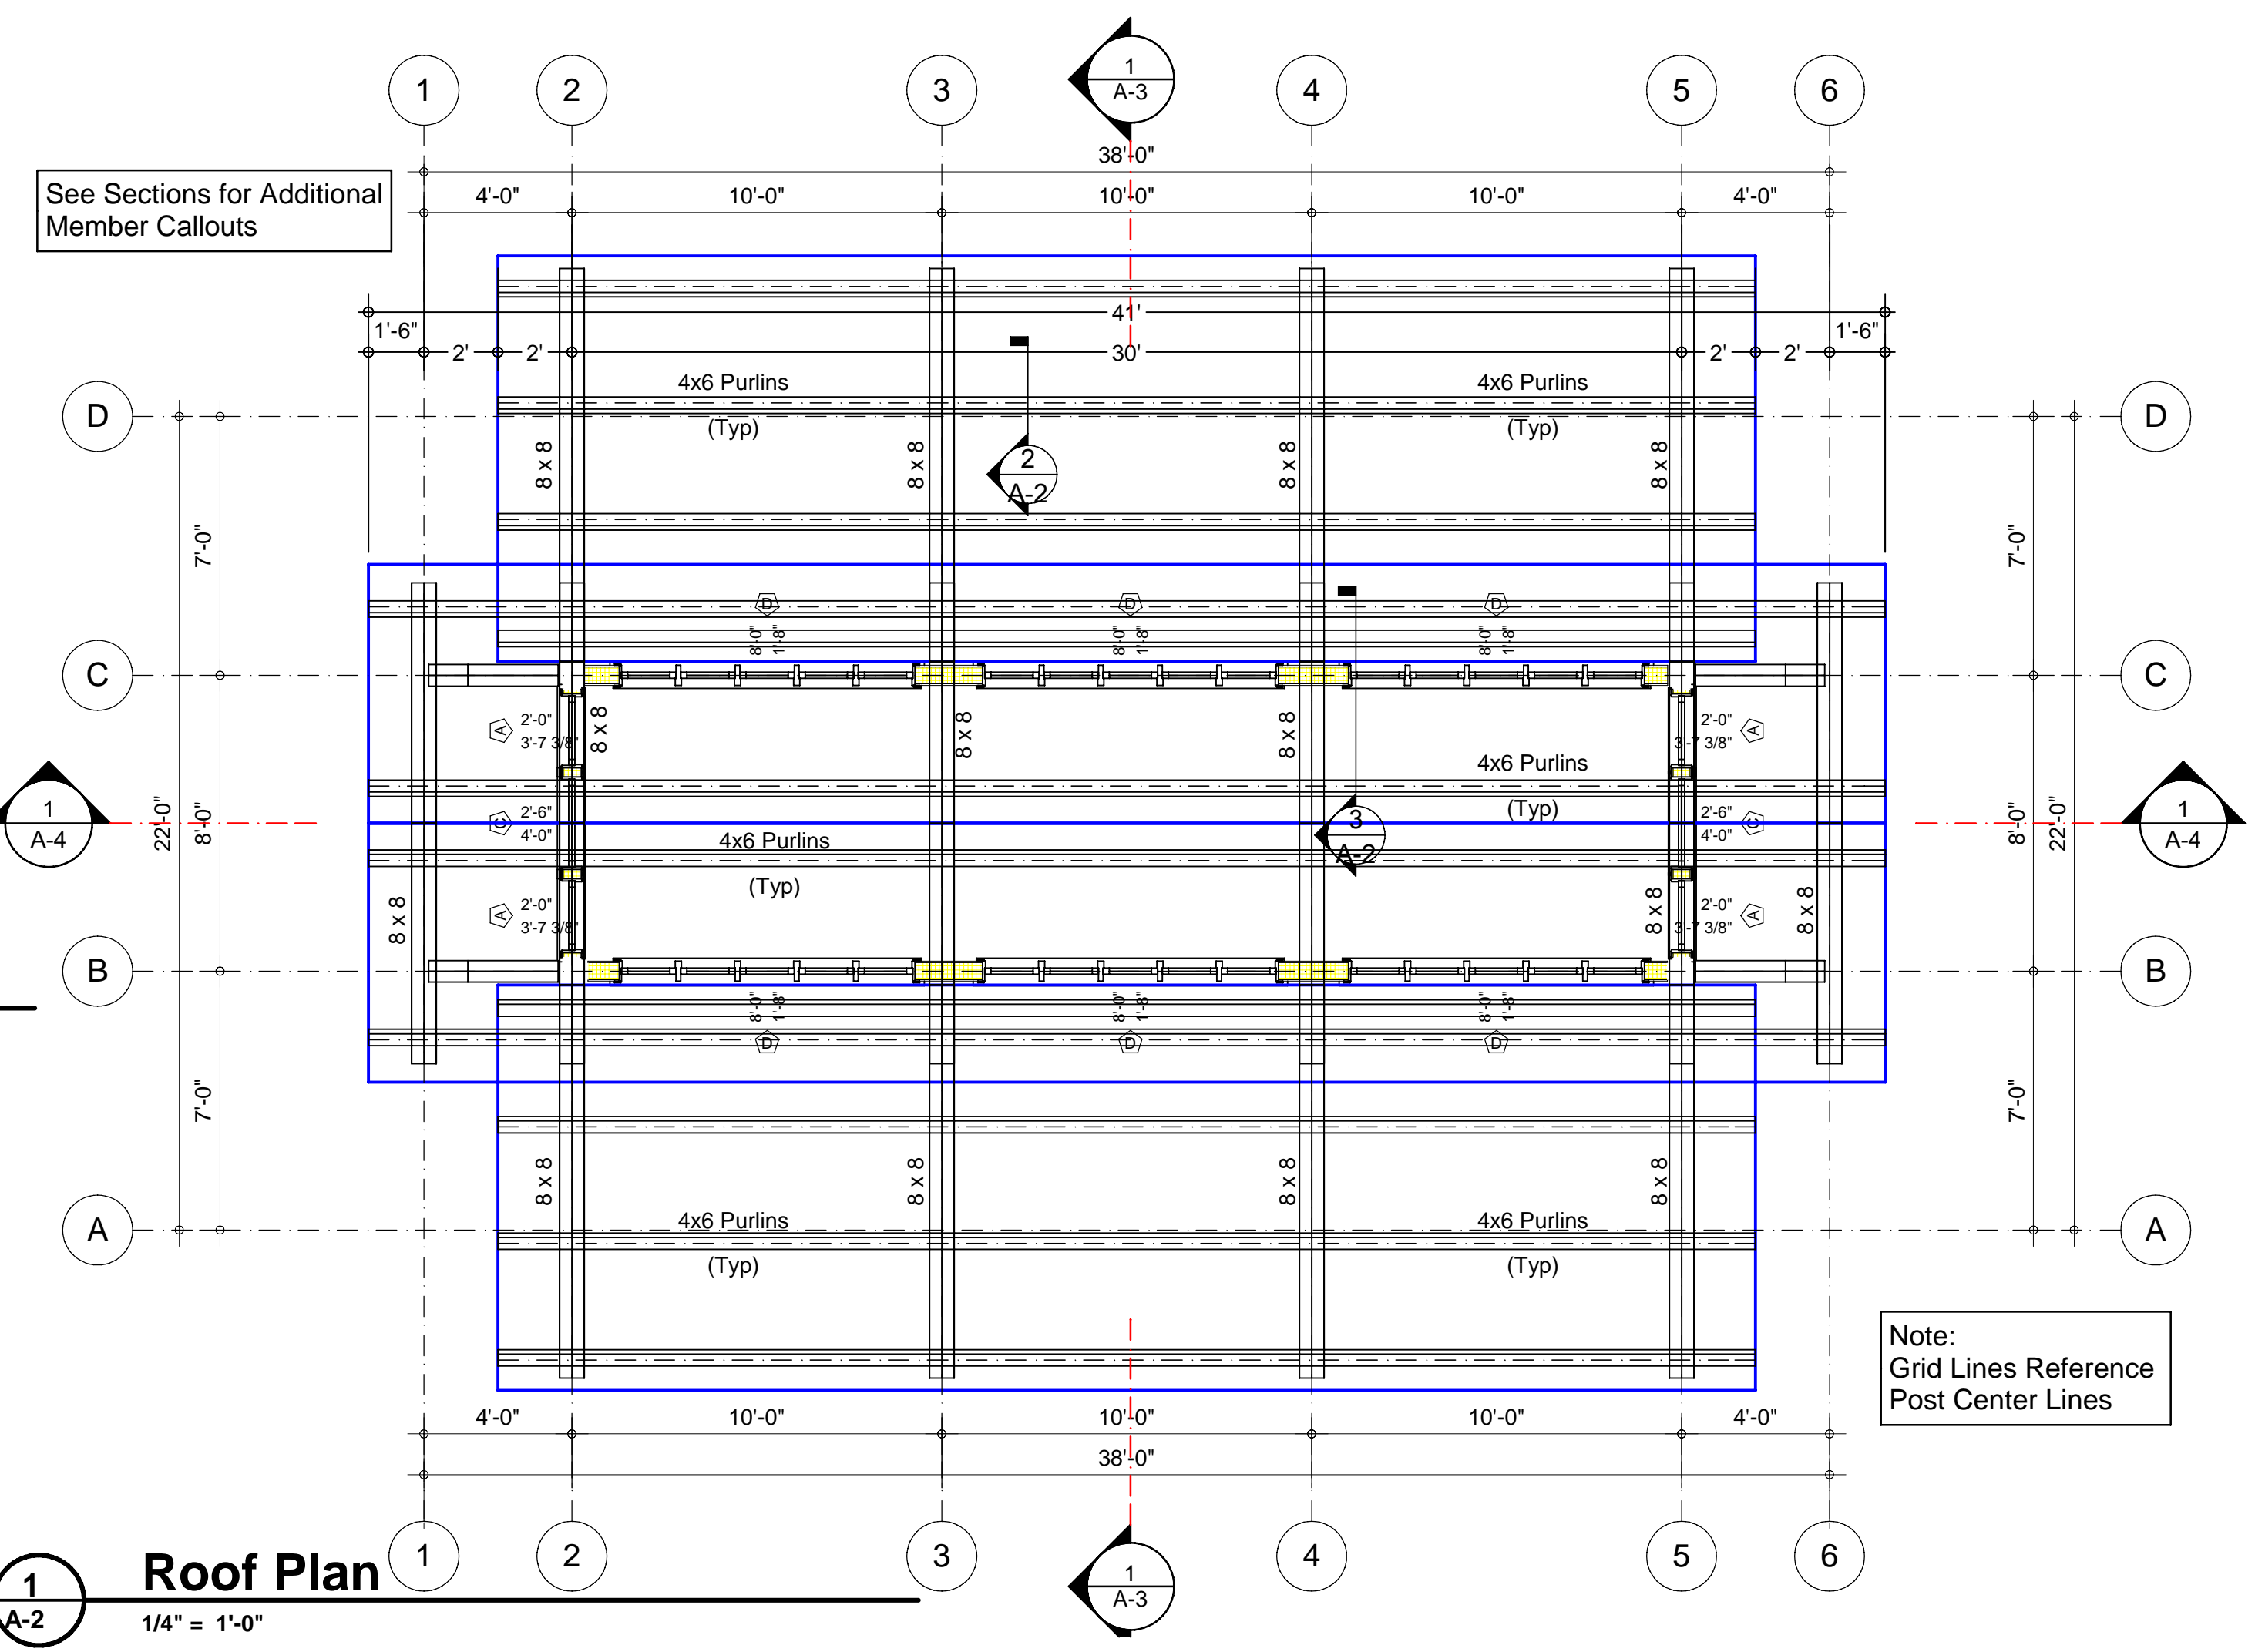 1
2
3
1
A-3
4
5
6
38'-0"
See Sections for Additional
Member Callouts
4'-0"
10'-0"
10'-0"
10'-0"
4'-0"
41'
1'-6"
1'-6"
2'
2'
30'
2'
2'
4x6 Purlins
(Typ)
4x6 Purlins
(Typ)
D
D
8 x 8
8 x 8
8 x 8
8 x 8
2
A-2
7'-0"
7'-0"
D
D
D
8'-0"
1'-8"
8'-0"
1'-8"
8'-0"
1'-8"
C
C
A
2'-0"
3'-7 3/8"
8 x 8
8 x 8
8 x 8
2'-0"
3'-7 3/8"
A
4x6 Purlins
(Typ)
1
A-4
22'-0"
8'-0"
C
2'-6"
4'-0"
4x6 Purlins
(Typ)
3
A-2
2'-6"
4'-0"
C
8'-0"
22'-0"
1
A-4
8 x 8
A
2'-0"
3'-7 3/8"
8 x 8
2'-0"
3'-7 3/8"
A
8 x 8
B
B
8'-0"
1'-8"
8'-0"
1'-8"
8'-0"
1'-8"
D
D
D
7'-0"
7'-0"
8 x 8
8 x 8
8 x 8
8 x 8
A
A
4x6 Purlins
(Typ)
4x6 Purlins
(Typ)
Note:
Grid Lines Reference
Post Center Lines
4'-0"
10'-0"
10'-0"
10'-0"
4'-0"
38'-0"
1
2
3
1
A-3
4
5
6
1
A-2
Roof Plan
1/4" = 1'-0"